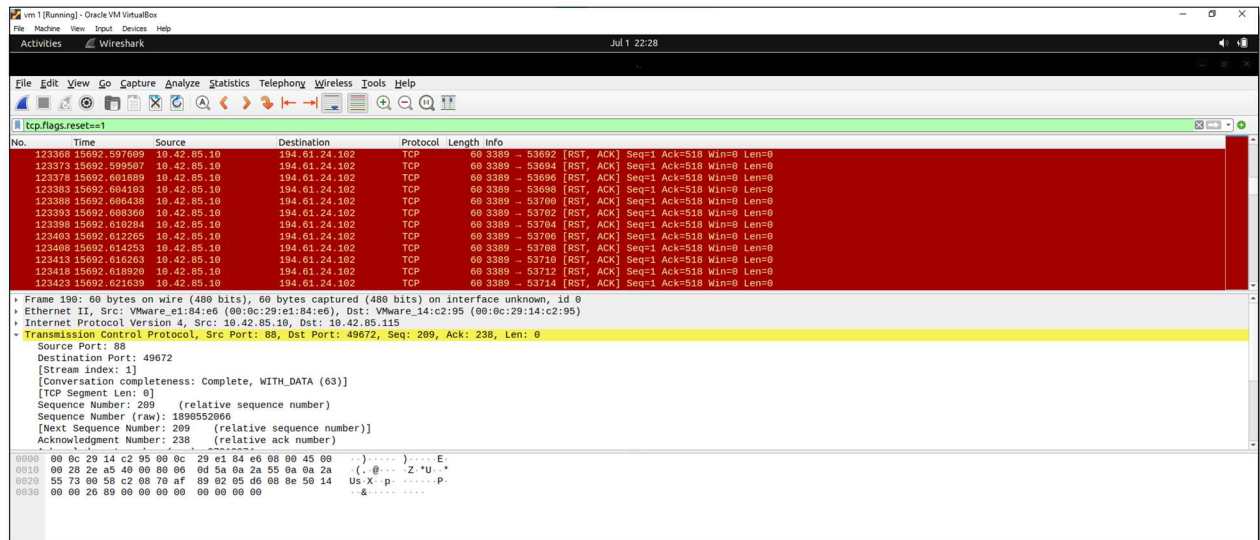 vm 1 [Running] - Oracle VM VirtualBox
File Machine View Input Devices Help
Activities Wireshark Jul 1 22:28
File Edit View Go Capture Analyze Statistics Telephony Wireless Tools Help
tcp.flags.reset==1
No. Time Source Destination Protocol Length Info
123368 15692.597609 10.42.85.10 194.61.24.102 TCP 60 3389 → 53692 [RST, ACK] Seq=1 Ack=518 Win=0 Len=0
123373 15692.599507 10.42.85.10 194.61.24.102 TCP 60 3389 → 53694 [RST, ACK] Seq=1 Ack=518 Win=0 Len=0
123378 15692.601889 10.42.85.10 194.61.24.102 TCP 60 3389 → 53696 [RST, ACK] Seq=1 Ack=518 Win=0 Len=0
123383 15692.604103 10.42.85.10 194.61.24.102 TCP 60 3389 → 53698 [RST, ACK] Seq=1 Ack=518 Win=0 Len=0
123388 15692.606438 10.42.85.10 194.61.24.102 TCP 60 3389 → 53700 [RST, ACK] Seq=1 Ack=518 Win=0 Len=0
123393 15692.608360 10.42.85.10 194.61.24.102 TCP 60 3389 → 53702 [RST, ACK] Seq=1 Ack=518 Win=0 Len=0
123398 15692.610284 10.42.85.10 194.61.24.102 TCP 60 3389 → 53704 [RST, ACK] Seq=1 Ack=518 Win=0 Len=0
123403 15692.612265 10.42.85.10 194.61.24.102 TCP 60 3389 → 53706 [RST, ACK] Seq=1 Ack=518 Win=0 Len=0
123408 15692.614253 10.42.85.10 194.61.24.102 TCP 60 3389 → 53708 [RST, ACK] Seq=1 Ack=518 Win=0 Len=0
123413 15692.616263 10.42.85.10 194.61.24.102 TCP 60 3389 → 53710 [RST, ACK] Seq=1 Ack=518 Win=0 Len=0
123418 15692.618920 10.42.85.10 194.61.24.102 TCP 60 3389 → 53712 [RST, ACK] Seq=1 Ack=518 Win=0 Len=0
123423 15692.621639 10.42.85.10 194.61.24.102 TCP 60 3389 → 53714 [RST, ACK] Seq=1 Ack=518 Win=0 Len=0
Frame 190: 60 bytes on wire (480 bits), 60 bytes captured (480 bits) on interface unknown, id 0
Ethernet II, Src: VMware_e1:84:e6 (00:0c:29:e1:84:e6), Dst: VMware_14:c2:95 (00:0c:29:14:c2:95)
Internet Protocol Version 4, Src: 10.42.85.10, Dst: 10.42.85.115
Transmission Control Protocol, Src Port: 88, Dst Port: 49672, Seq: 209, Ack: 238, Len: 0
Source Port: 88
Destination Port: 49672
[Stream index: 1]
[Conversation completeness: Complete, WITH_DATA (63)]
[TCP Segment Len: 0]
Sequence Number: 209 (relative sequence number)
Sequence Number (raw): 1890552066
[Next Sequence Number: 209 (relative sequence number)]
Acknowledgment Number: 238 (relative ack number)
0000 00 0c 29 14 c2 95 00 0c 29 e1 84 e6 08 00 45 00 ··)····· )·····E·
0010 00 28 2e a5 40 00 80 06 0d 5a 0a 2a 55 0a 0a 2a ·(.·@··· ·Z·*U··*
0020 55 73 00 58 c2 08 70 af 89 02 05 d6 08 8e 50 14 Us·X··p· ······P·
0030 00 00 26 89 00 00 00 00 00 00 00 00 ··&····· ····